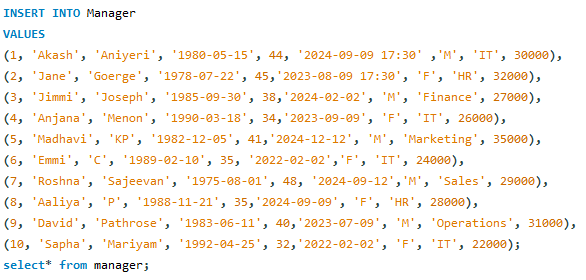 INSERT INTO Manager
VALUES
(1, 'Akash', 'Aniyeri', '1980-05-15', 44, '2024-09-09 17:30' ,'M', 'IT', 30000),
(2, 'Jane', 'Goerge', '1978-07-22', 45,'2023-08-09 17:30', 'F', 'HR', 32000),
(3, 'Jimmi', 'Joseph', '1985-09-30', 38,'2024-02-02', 'M', 'Finance', 27000),
(4, 'Anjana', 'Menon', '1990-03-18', 34,'2023-09-09', 'F', 'IT', 26000),
(5, 'Madhavi', 'KP', '1982-12-05', 41,'2024-12-12', 'M', 'Marketing', 35000),
(6, 'Emmi', 'C', '1989-02-10', 35, '2022-02-02','F', 'IT', 24000),
(7, 'Roshna', 'Sajeevan', '1975-08-01', 48, '2024-09-12','M', 'Sales', 29000),
(8, 'Aaliya', 'P', '1988-11-21', 35,'2024-09-09', 'F', 'HR', 28000),
(9, 'David', 'Pathrose', '1983-06-11', 40,'2023-07-09', 'M', 'Operations', 31000),
(10, 'Sapha', 'Mariyam', '1992-04-25', 32,'2022-02-02', 'F', 'IT', 22000);
select* from manager;